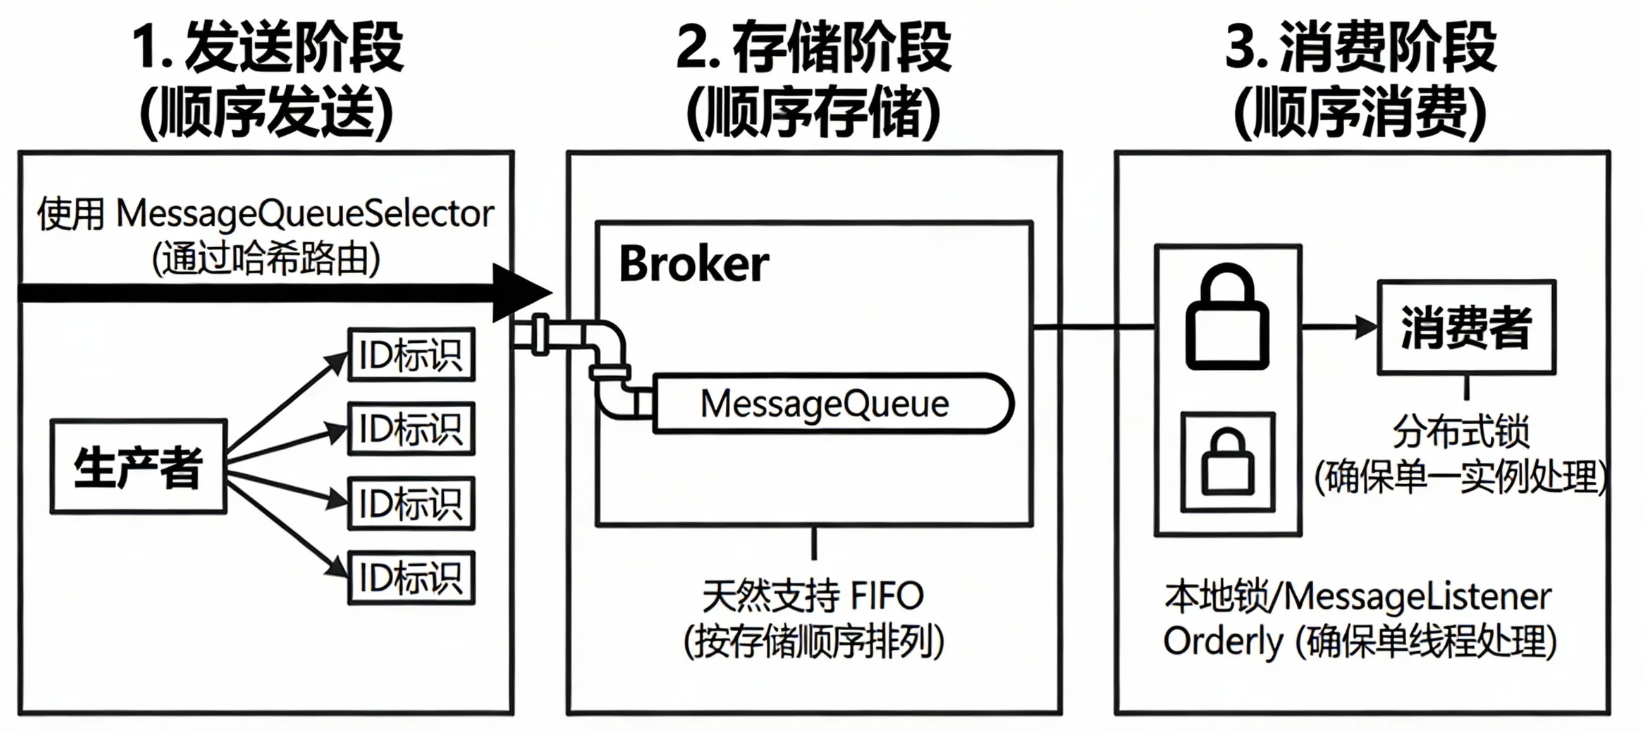 1. 发送阶段
(顺序发送)
使用 MessageQueueSelector
(通过哈希路由)
生产者
ID标识
ID标识
ID标识
ID标识
2. 存储阶段
(顺序存储)
Broker
MessageQueue
天然支持 FIFO
(按存储顺序排列)
3. 消费阶段
(顺序消费)
消费者
分布式锁
(确保单一实例处理)
本地锁/MessageListener
Orderly (确保单线程处理)